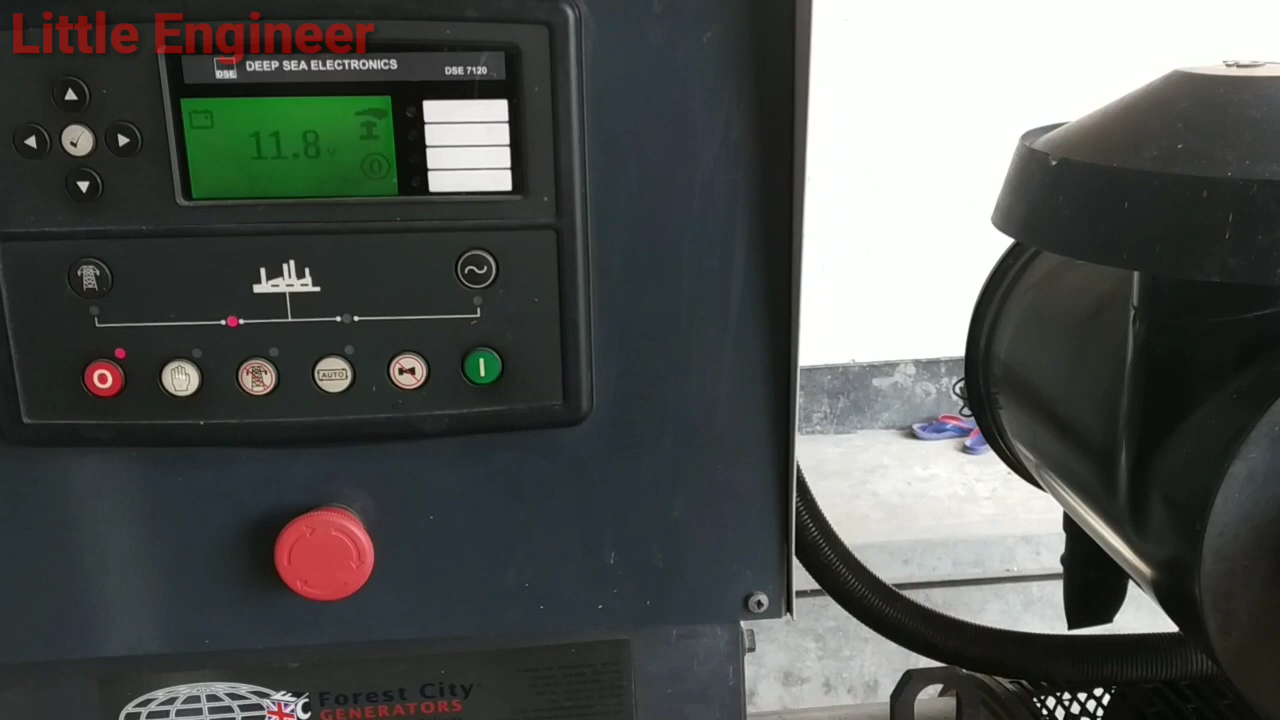 Little Engineer
DSE DEEP SEA ELECTRONICS
DSE 7120
11.8 V
O
AUTO
I
Forest City
GENERATORS